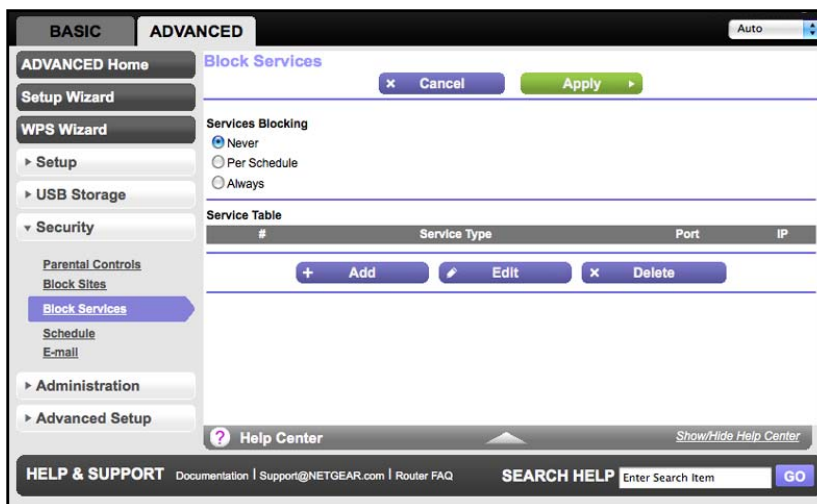 BASIC
ADVANCED
Auto
ADVANCED Home
Setup Wizard
WPS Wizard
Setup
USB Storage
Security
Parental Controls
Block Sites
Block Services
Schedule
E-mail
Administration
Advanced Setup
Block Services
Cancel
Apply
Services Blocking
Never
Per Schedule
Always
Service Table
# Service Type Port IP
Add
Edit
Delete
Help Center
Show/Hide Help Center
HELP & SUPPORT Documentation | Support@NETGEAR.com | Router FAQ
SEARCH HELP Enter Search Item GO